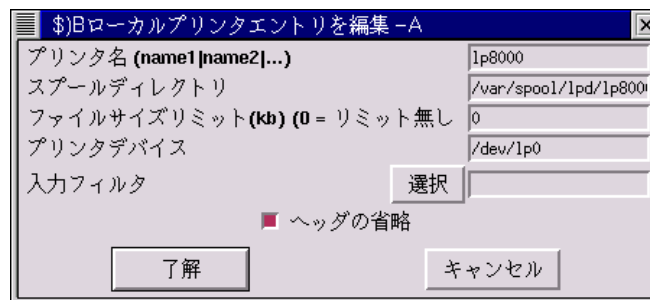 $)Bローカルプリンタエントリを編集 –A
プリンタ名 (name1|name2|...) lp8000
スプールディレクトリ /var/spool/lpd/lp800
ファイルサイズリミット(kb) (0 = リミット無し 0
プリンタデバイス /dev/lp0
入力フィルタ 選択
ヘッダの省略
了解 キャンセル